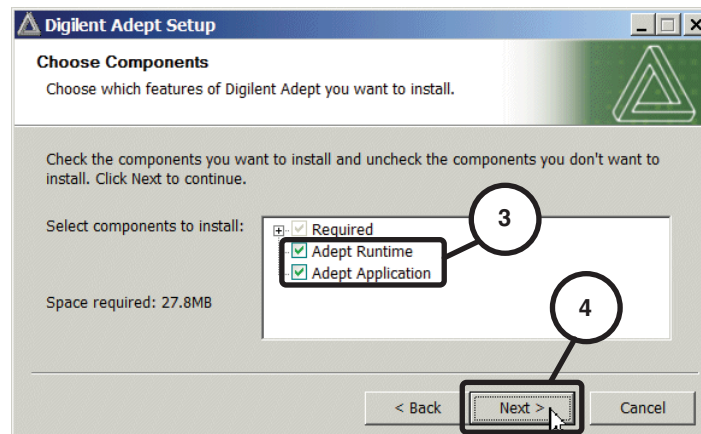 Digilent Adept Setup
Choose Components
Choose which features of Digilent Adept you want to install.
Check the components you want to install and uncheck the components you don't want to
install. Click Next to continue.
Select components to install:
Required
Adept Runtime
Adept Application
3
Space required: 27.8MB
4
< Back
Next >
Cancel